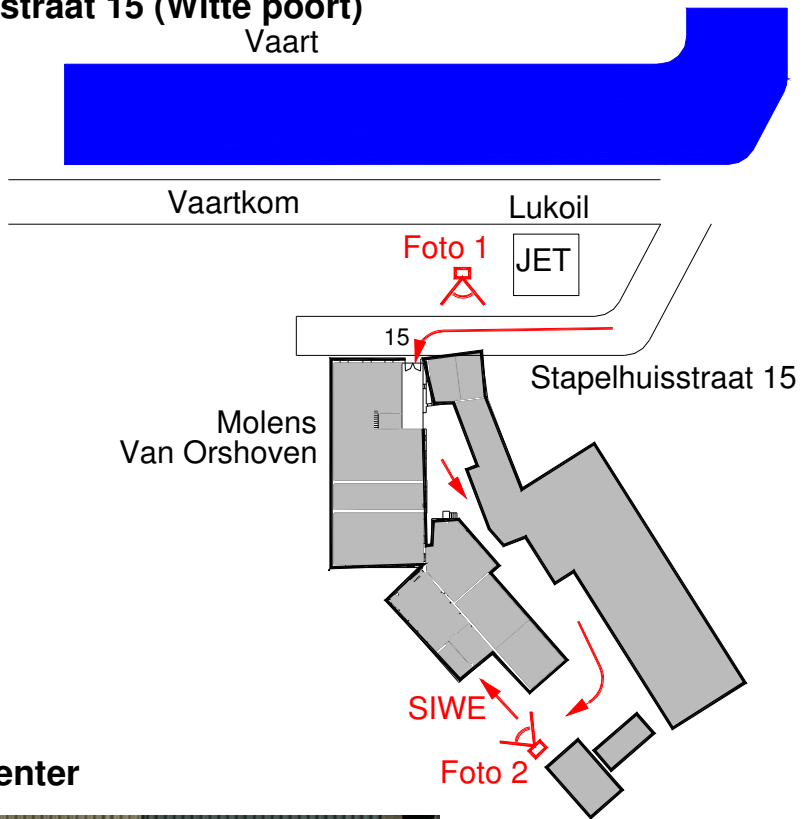 straat 15 (Witte poort)
Vaart
Vaartkom
Lukoil
Foto 1
JET
15
Stapelhuisstraat 15
Molens
Van Orshoven
SIWE
Foto 2
enter